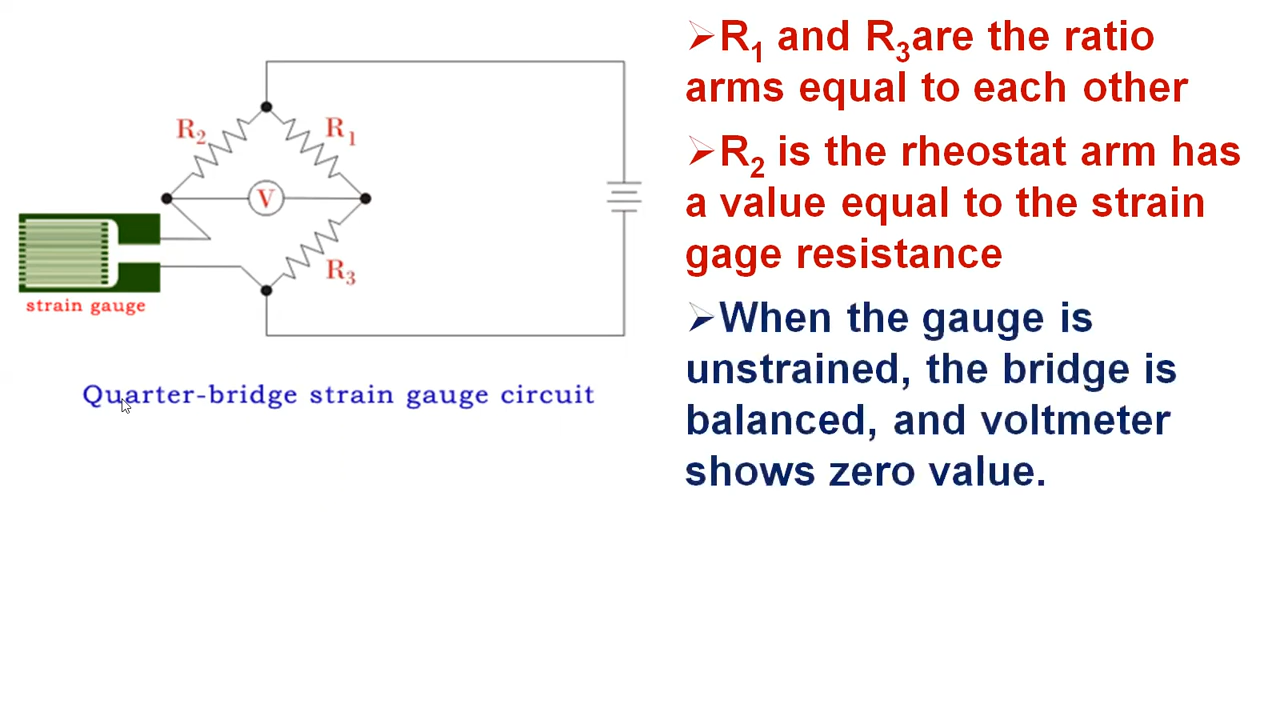 R2
R1
V
R3
strain gauge
Quarter-bridge strain gauge circuit
➢R1 and R3are the ratio
arms equal to each other
➢R2 is the rheostat arm has
a value equal to the strain
gage resistance
➢When the gauge is
unstrained, the bridge is
balanced, and voltmeter
shows zero value.